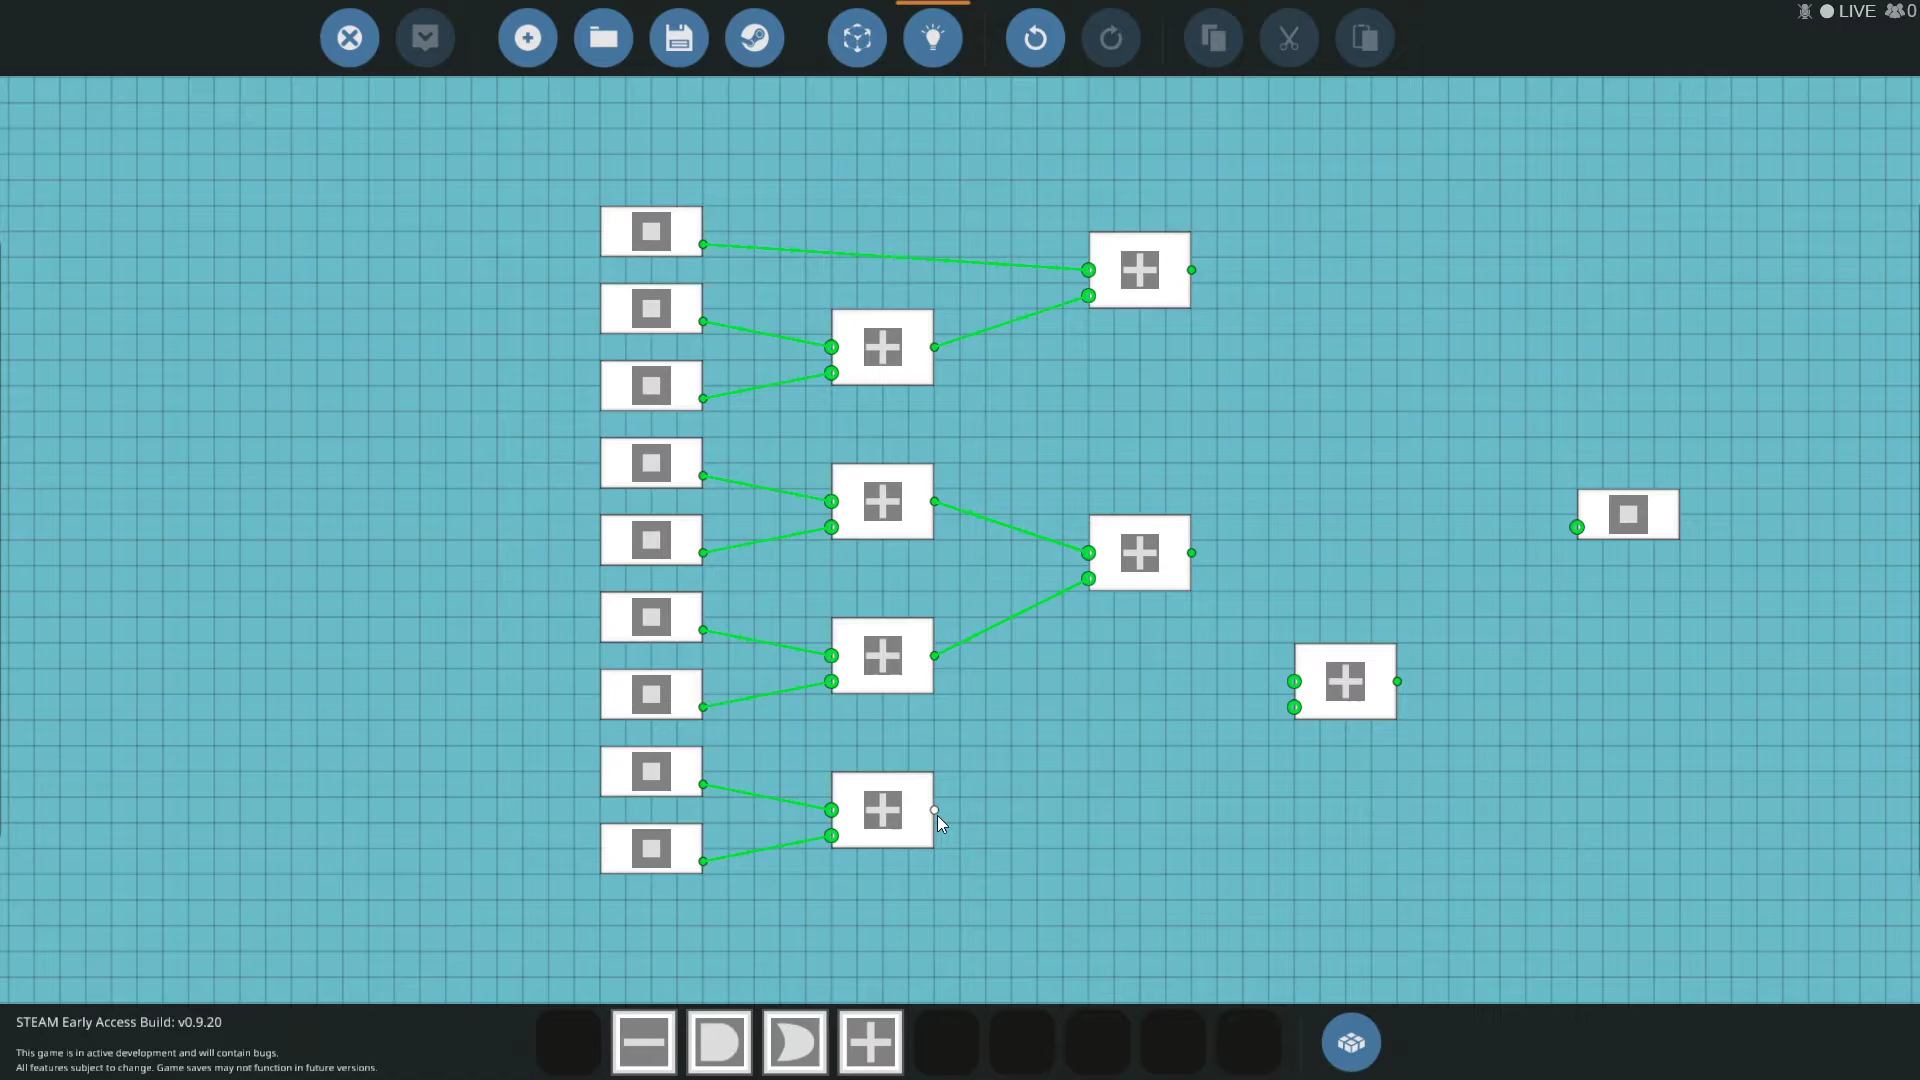 LIVE 0
STEAM Early Access Build: v0.9.20
This game is in active development and will contain bugs.
All features subject to change. Game saves may not function in future versions.